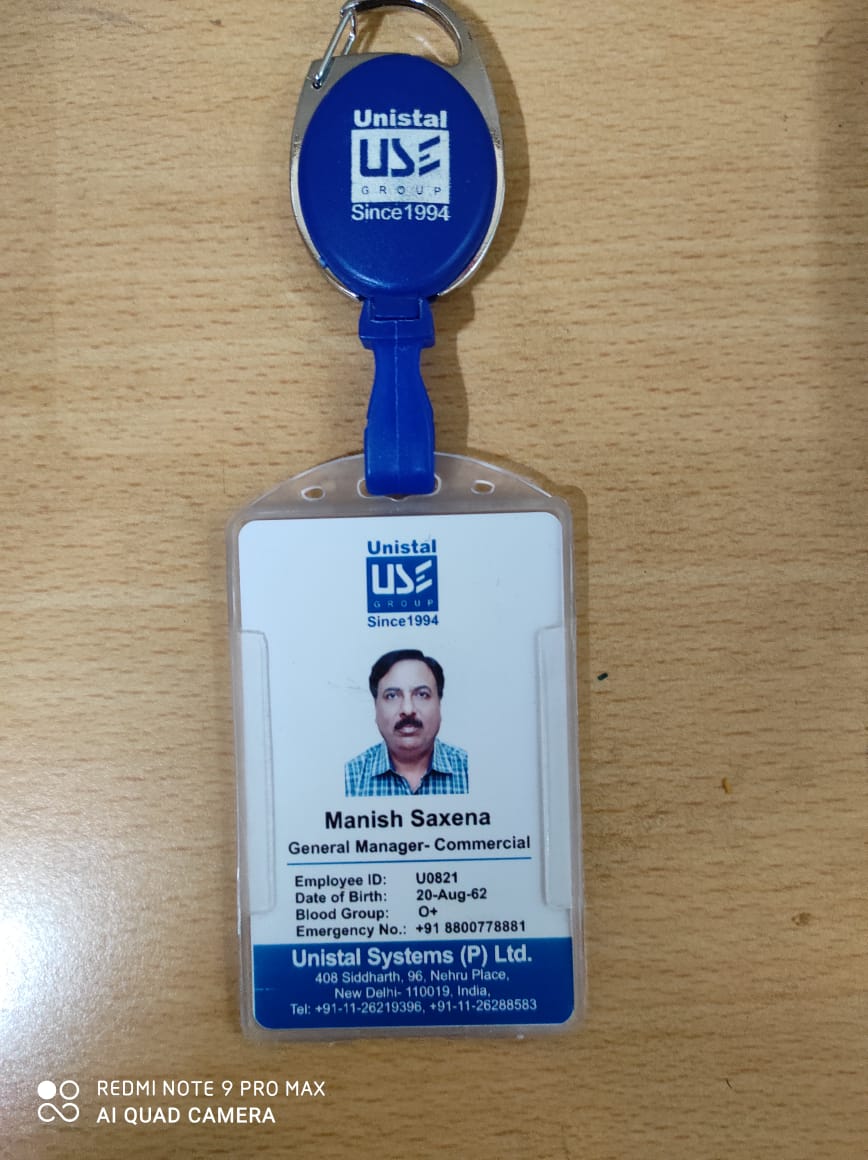 Unistal
USE
GROUP
Since1994
Unistal
USE
GROUP
Since1994
Manish Saxena
General Manager- Commercial
Employee ID: U0821
Date of Birth: 20-Aug-62
Blood Group: O+
Emergency No.: +91 8800778881
Unistal Systems (P) Ltd.
408 Siddharth, 96, Nehru Place,
New Delhi- 110019, India,
Tel: +91-11-26219396, +91-11-26288583
REDMI NOTE 9 PRO MAX
AI QUAD CAMERA